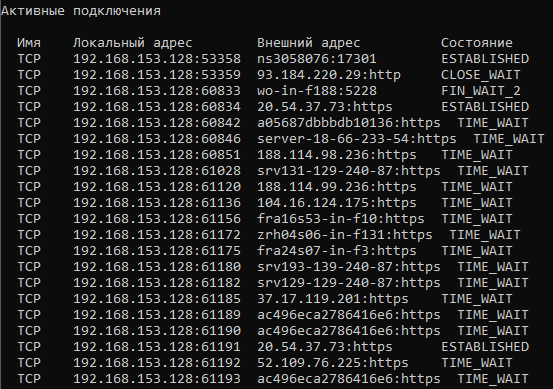 Активные подключения
Имя Локальный адрес Внешний адрес Состояние
TCP 192.168.153.128:53358 ns3058076:17301 ESTABLISHED
TCP 192.168.153.128:53359 93.184.220.29:http CLOSE_WAIT
TCP 192.168.153.128:60833 wo-in-f188:5228 FIN_WAIT_2
TCP 192.168.153.128:60834 20.54.37.73:https ESTABLISHED
TCP 192.168.153.128:60842 a05687dbbbdb10136:https TIME_WAIT
TCP 192.168.153.128:60846 server-18-66-233-54:https TIME_WAIT
TCP 192.168.153.128:60851 188.114.98.236:https TIME_WAIT
TCP 192.168.153.128:61028 srv131-129-240-87:https TIME_WAIT
TCP 192.168.153.128:61120 188.114.99.236:https TIME_WAIT
TCP 192.168.153.128:61136 104.16.124.175:https TIME_WAIT
TCP 192.168.153.128:61156 fra16s53-in-f10:https TIME_WAIT
TCP 192.168.153.128:61172 zrh04s06-in-f131:https TIME_WAIT
TCP 192.168.153.128:61175 fra24s07-in-f3:https TIME_WAIT
TCP 192.168.153.128:61180 srv193-139-240-87:https TIME_WAIT
TCP 192.168.153.128:61182 srv129-129-240-87:https TIME_WAIT
TCP 192.168.153.128:61185 37.17.119.201:https TIME_WAIT
TCP 192.168.153.128:61189 ac496eca2786416e6:https TIME_WAIT
TCP 192.168.153.128:61190 ac496eca2786416e6:https TIME_WAIT
TCP 192.168.153.128:61191 20.54.37.73:https ESTABLISHED
TCP 192.168.153.128:61192 52.109.76.225:https TIME_WAIT
TCP 192.168.153.128:61193 ac496eca2786416e6:https TIME_WAIT